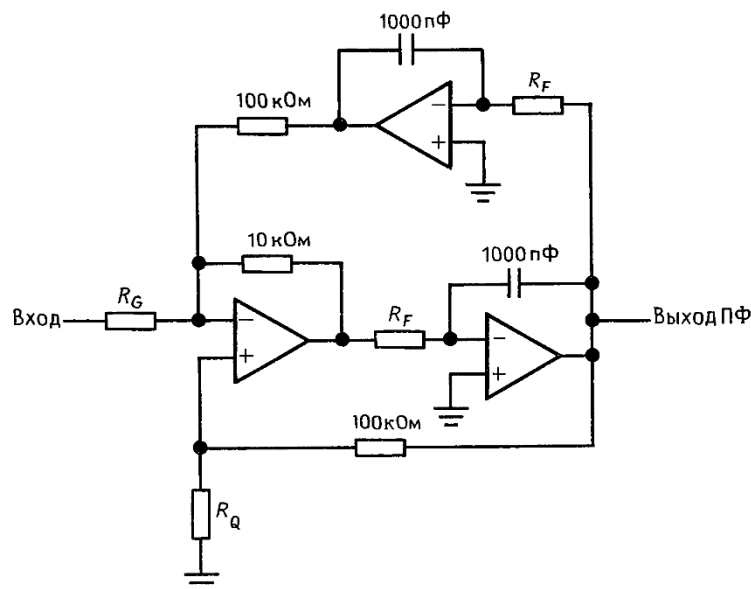 1000 пФ
100 кОм
R_F
−
+
10 кОм
1000 пФ
Вход
R_G
−
+
R_F
−
+
Выход ПФ
100 кОм
R_Q